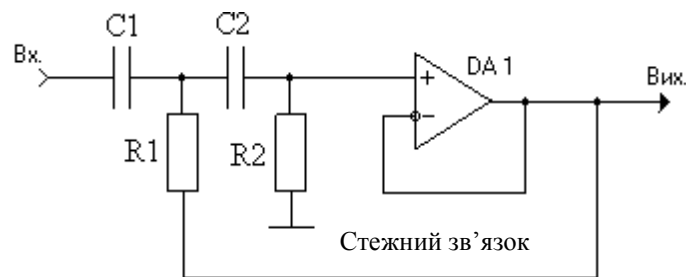 C1
C2
Вх.
DA 1
Вих.
R1
R2
Стежний зв’язок